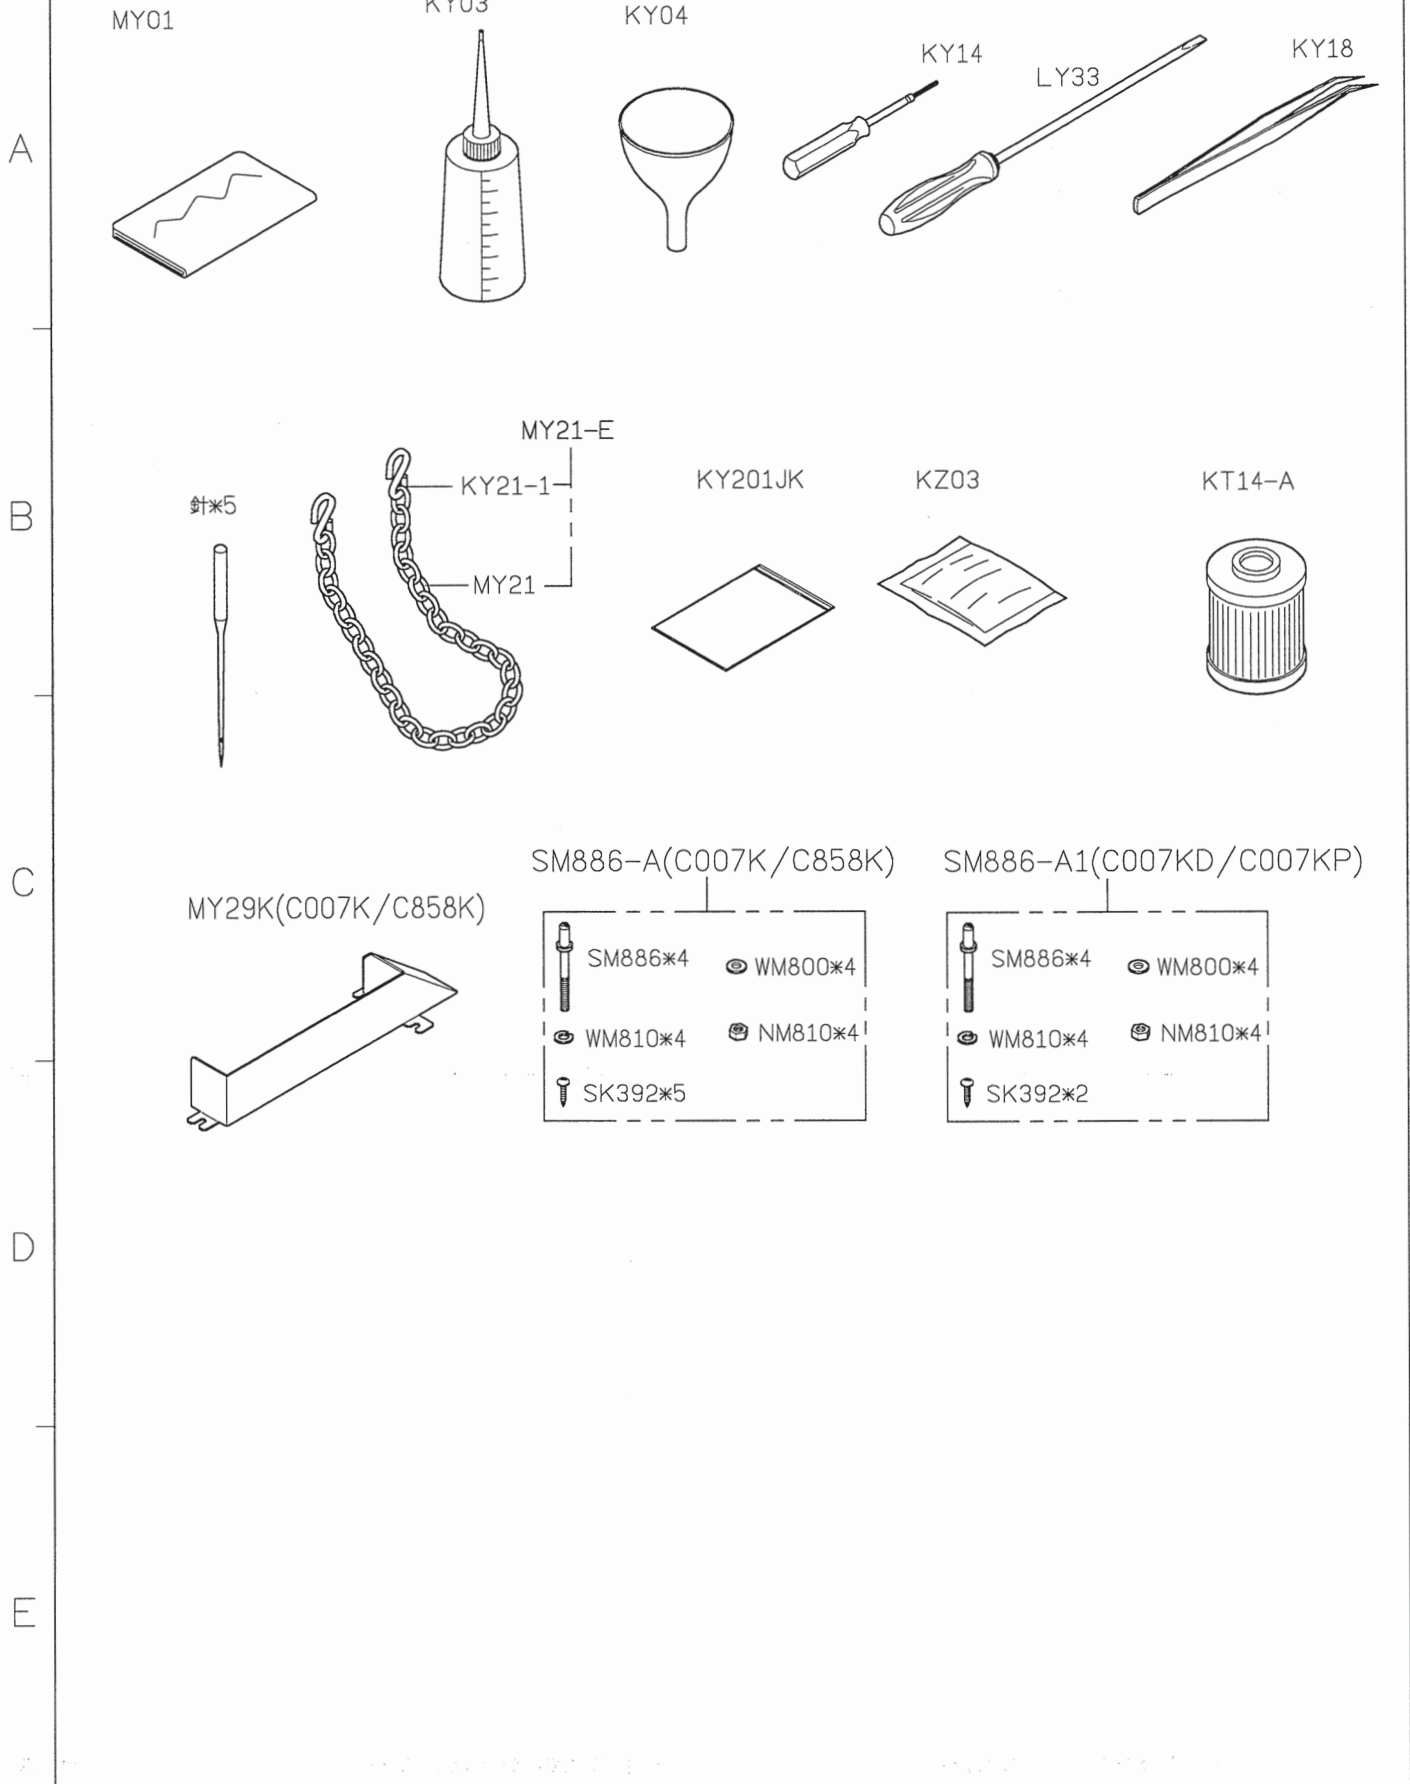 MY01
KY03
KY04
KY14
LY33
KY18
A
MY21-E
KY21-1
MY21
針*5
KY201JK
KZ03
KT14-A
B
C
MY29K(C007K/C858K)
SM886-A(C007K/C858K)
SM886*4
WM800*4
WM810*4
NM810*4
SK392*5
SM886-A1(C007KD/C007KP)
SM886*4
WM800*4
WM810*4
NM810*4
SK392*2
D
E